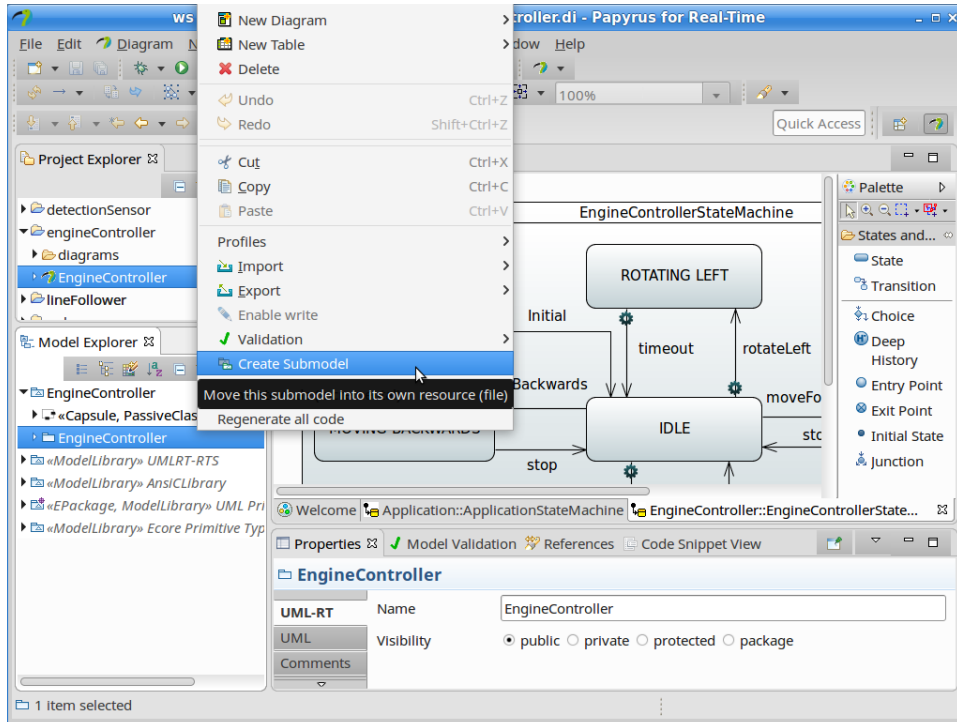 ws
troller.di - Papyrus for Real-Time
File Edit Diagram N
dow Help
100%
Quick Access
New Diagram
New Table
Delete
Undo Ctrl+Z
Redo Shift+Ctrl+Z
Cut Ctrl+X
Copy Ctrl+C
Paste Ctrl+V
Profiles
Import
Export
Enable write
Validation
Create Submodel
Move this submodel into its own resource (file)
Regenerate all code
Project Explorer
detectionSensor
engineController
diagrams
EngineController
lineFollower
Model Explorer
EngineController
«Capsule, PassiveClas
EngineController
«ModelLibrary» UMLRT-RTS
«ModelLibrary» AnsiCLibrary
«EPackage, ModelLibrary» UML Pri
«ModelLibrary» Ecore Primitive Typ
EngineControllerStateMachine
ROTATING LEFT
Initial
timeout
rotateLeft
Backwards
moveFo
MOVING BACKWARDS
IDLE
stc
stop
Palette
States and...
State
Transition
Choice
Deep
History
Entry Point
Exit Point
Initial State
Junction
Welcome Application::ApplicationStateMachine EngineController::EngineControllerState...
Properties Model Validation References Code Snippet View
EngineController
UML-RT
Name EngineController
UML
Visibility public private protected package
Comments
1 item selected